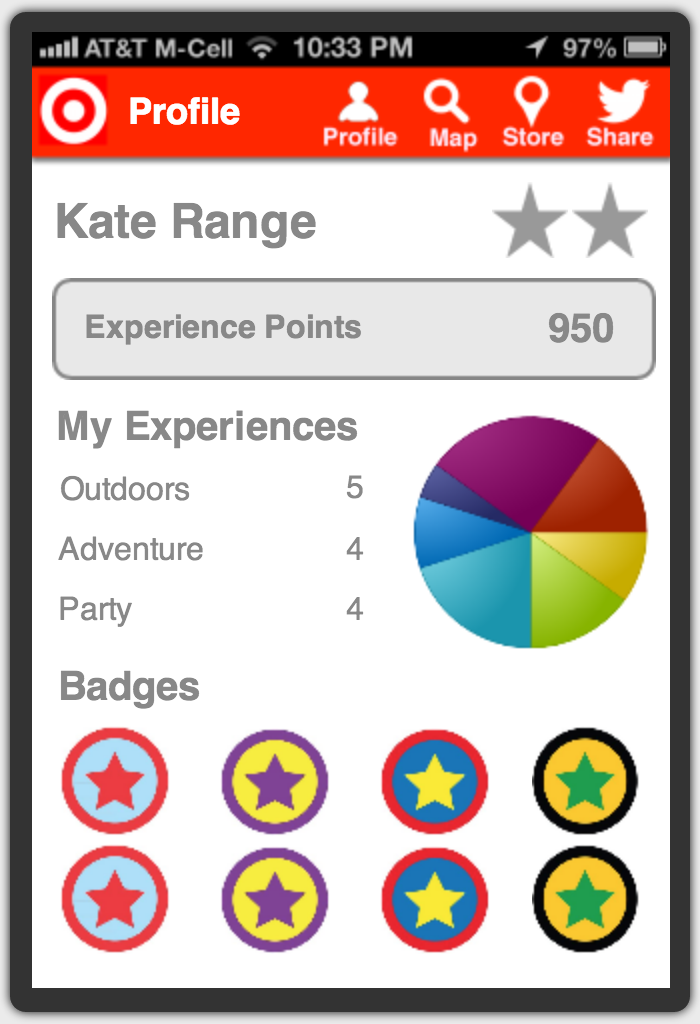 AT&T M-Cell 10:33 PM 97%
Profile
Profile Map Store Share
Kate Range
Experience Points 950
My Experiences
Outdoors 5
Adventure 4
Party 4
Badges